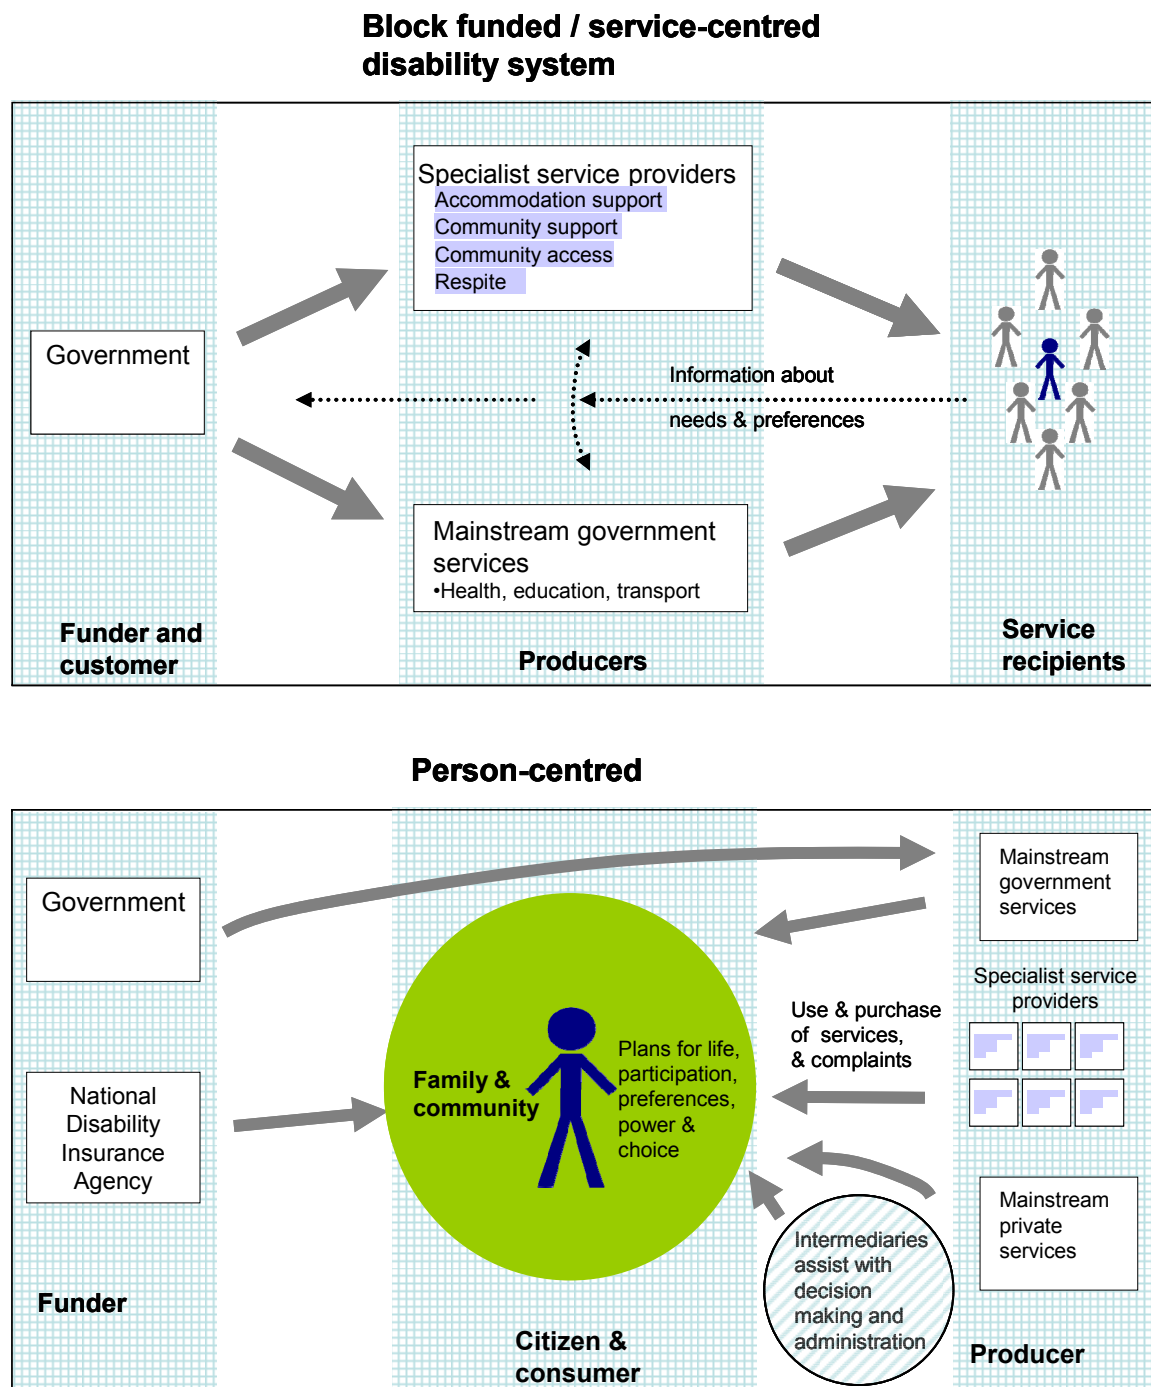 Block funded / service-centred
disability system
Specialist service providers
Accommodation support
Community support
Community access
Respite
Government
Information about
needs & preferences
Mainstream government
services
•Health, education, transport
Funder and
customer
Producers
Service
recipients
Person-centred
Government
Mainstream
government
services
Specialist service
providers
Use & purchase
of services,
& complaints
Family &
community
Plans for life,
participation,
preferences,
power &
choice
National
Disability
Insurance
Agency
Mainstream
private
services
Intermediaries
assist with
decision
making and
administration
Funder
Citizen &
consumer
Producer